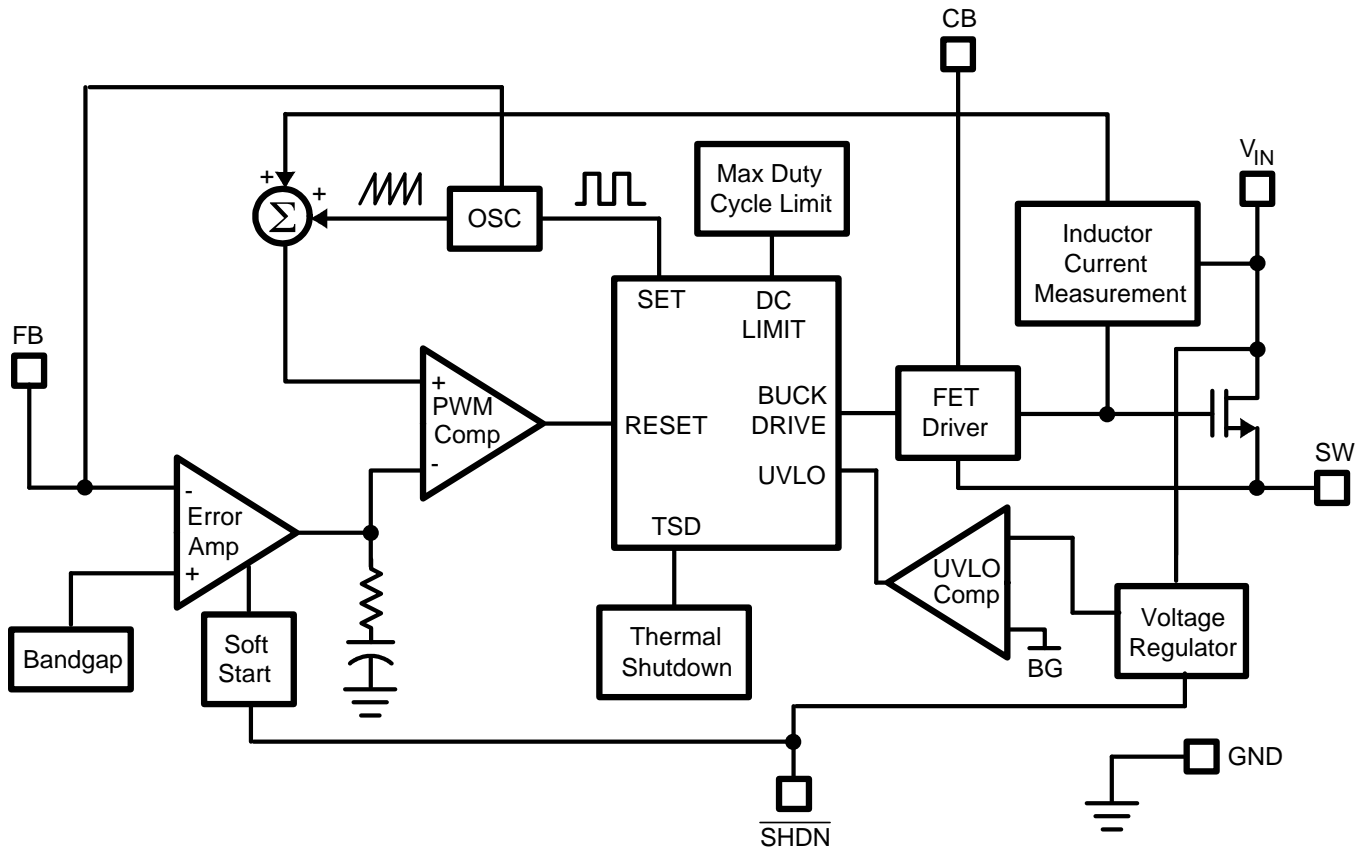 CB
V_IN
+
+
Σ
OSC
Max Duty
Cycle Limit
Inductor
Current
Measurement
SET
DC
LIMIT
FB
+
PWM
Comp
-
RESET
BUCK
DRIVE
FET
Driver
SW
UVLO
-
Error
Amp
+
TSD
UVLO
Comp
Voltage
Regulator
Bandgap
Soft
Start
Thermal
Shutdown
BG
GND
SHDN